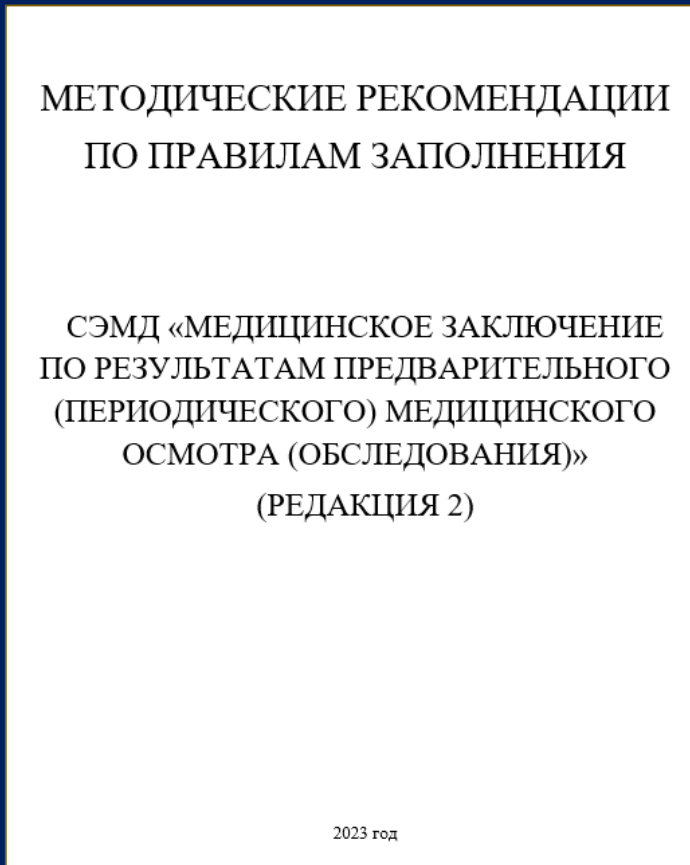 МЕТОДИЧЕСКИЕ РЕКОМЕНДАЦИИ
ПО ПРАВИЛАМ ЗАПОЛНЕНИЯ
СЭМД «МЕДИЦИНСКОЕ ЗАКЛЮЧЕНИЕ
ПО РЕЗУЛЬТАТАМ ПРЕДВАРИТЕЛЬНОГО
(ПЕРИОДИЧЕСКОГО) МЕДИЦИНСКОГО
ОСМОТРА (ОБСЛЕДОВАНИЯ)»
(РЕДАКЦИЯ 2)
2023 год